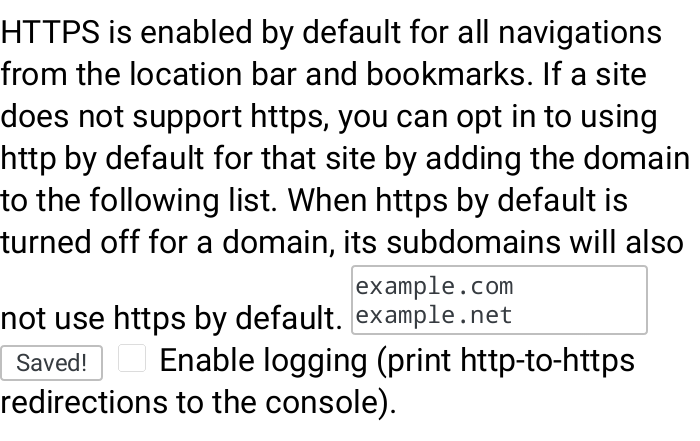 HTTPS is enabled by default for all navigations
from the location bar and bookmarks. If a site
does not support https, you can opt in to using
http by default for that site by adding the domain
to the following list. When https by default is
turned off for a domain, its subdomains will also
not use https by default.
example.com
example.net
Saved! Enable logging (print http-to-https
redirections to the console).